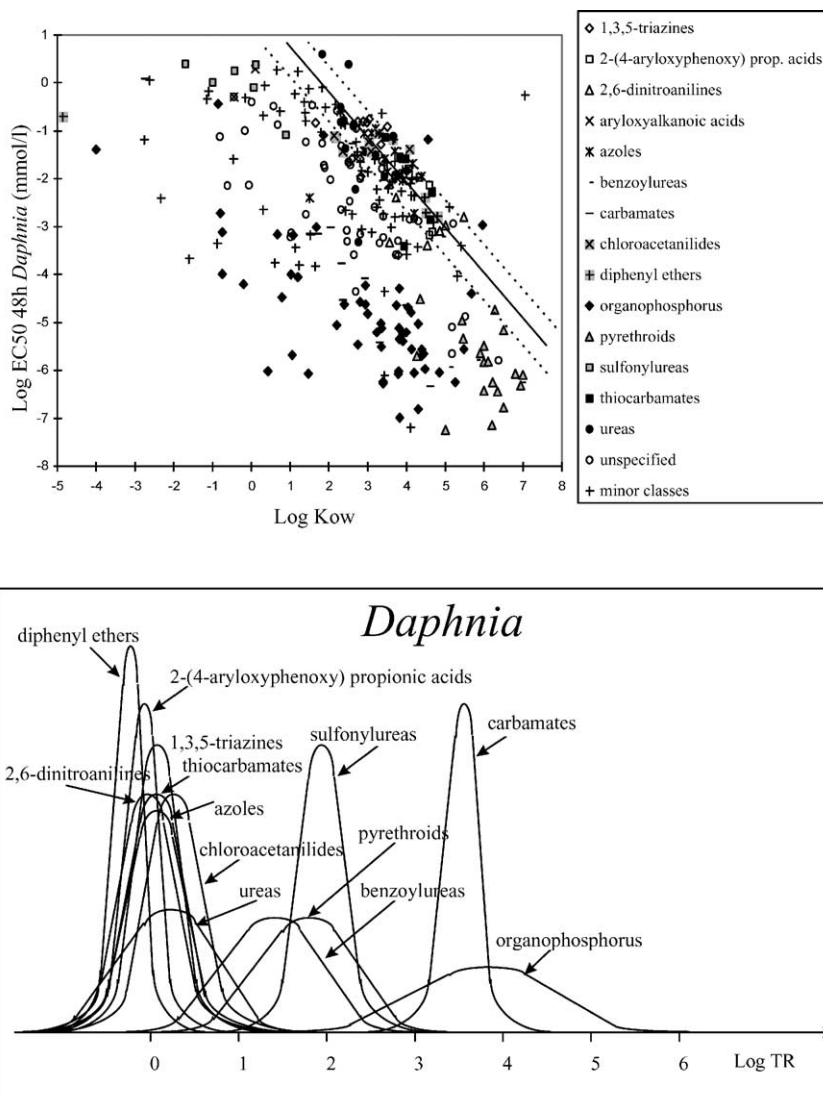 1
0
-1
-2
-3
-4
-5
-6
-7
-8
Log EC50 48h Daphnia (mmol/l)
-5 -4 -3 -2 -1 0 1 2 3 4 5 6 7 8
Log Kow
1,3,5-triazines
2-(4-aryloxyphenoxy) prop. acids
2,6-dinitroanilines
aryloxyalkanoic acids
azoles
benzoylureas
carbamates
chloroacetanilides
diphenyl ethers
organophosphorus
pyrethroids
sulfonylureas
thiocarbamates
ureas
unspecified
minor classes
Daphnia
diphenyl ethers
2-(4-aryloxyphenoxy) propionic acids
carbamates
sulfonylureas
1,3,5-triazines
thiocarbamates
2,6-dinitroanilines
azoles
pyrethroids
chloroacetanilides
ureas
benzoylureas
organophosphorus
0 1 2 3 4 5 6 Log TR